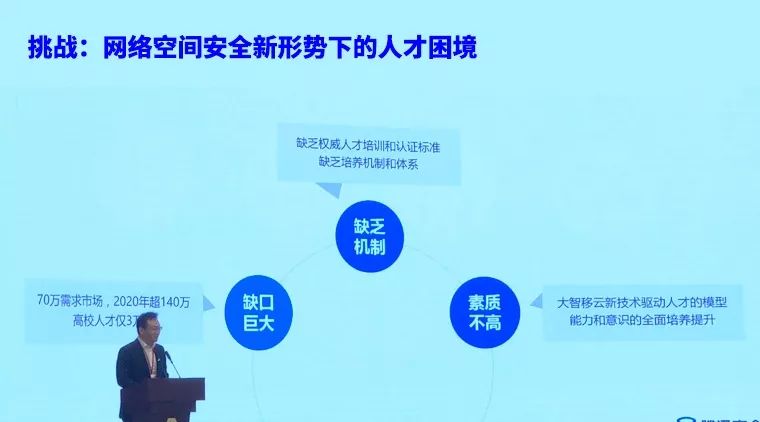 挑战：网络空间安全新形势下的人才困境
缺乏权威人才培训和认证标准
缺乏培养机制和体系
缺乏
机制
70万需求市场，2020年超140万
高校人才仅3万
缺口
巨大
素质
不高
大智移云新技术驱动人才的模型
能力和意识的全面培养提升